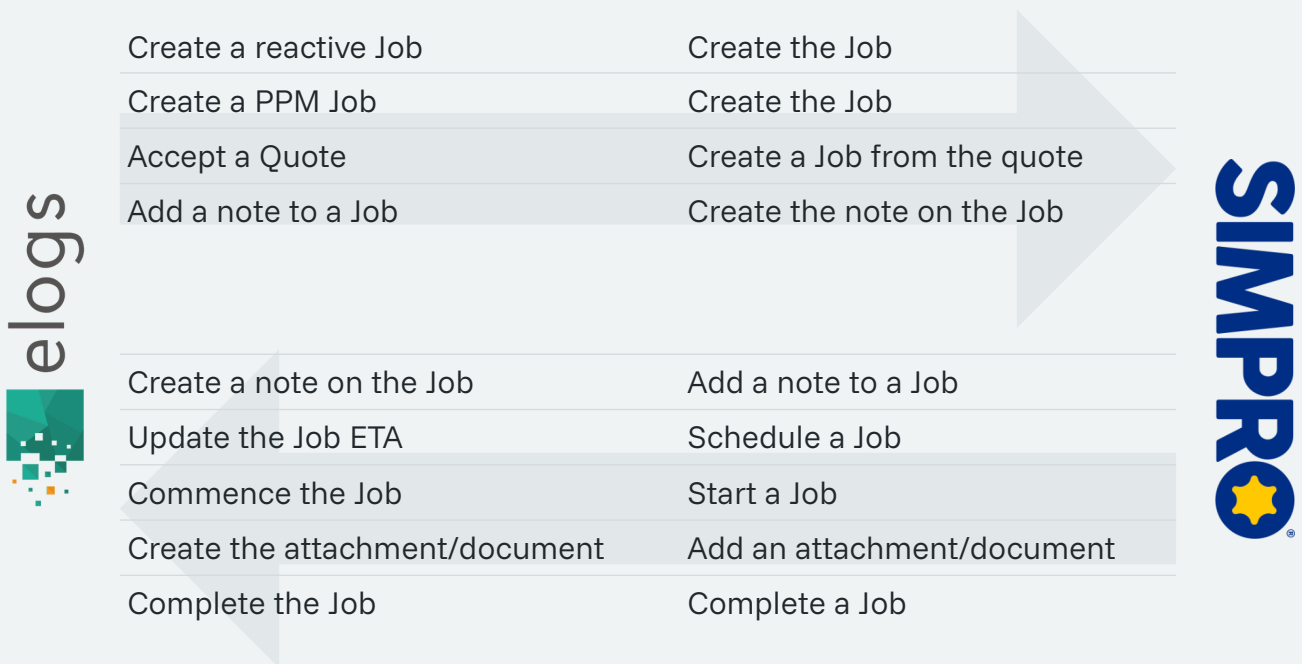 elogs
Create a reactive Job Create the Job
Create a PPM Job Create the Job
Accept a Quote Create a Job from the quote
Add a note to a Job Create the note on the Job
Create a note on the Job Add a note to a Job
Update the Job ETA Schedule a Job
Commence the Job Start a Job
Create the attachment/document Add an attachment/document
Complete the Job Complete a Job
SIMPRO®